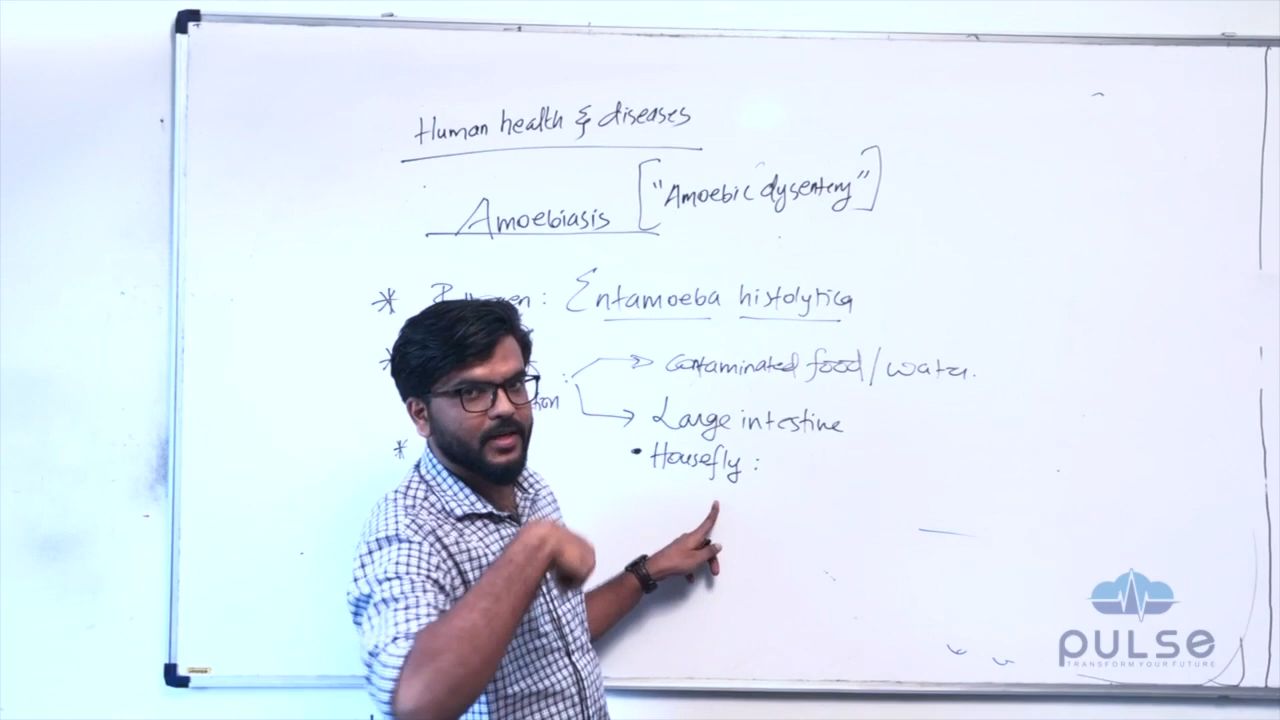 Human health & diseases
Amoebiasis ["Amoebic dysentery"]
* : Entamoeba histolytica
* : → Contaminated food/water.
→ Large intestine
* • Housefly :
PULSE
TRANSFORM YOUR FUTURE